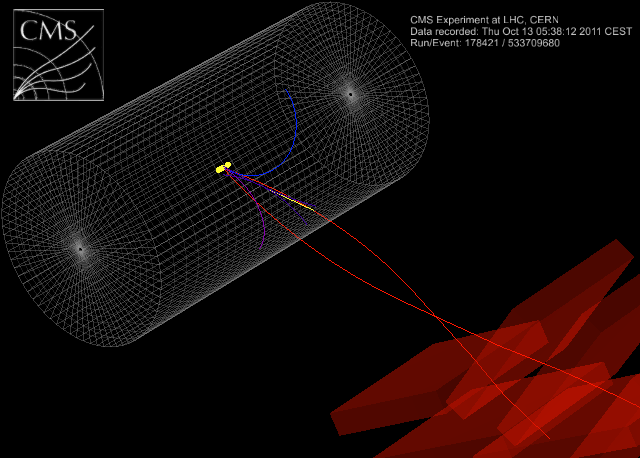 CMS
CMS Experiment at LHC, CERN
Data recorded: Thu Oct 13 05:38:12 2011 CEST
Run/Event: 178421 / 533709680